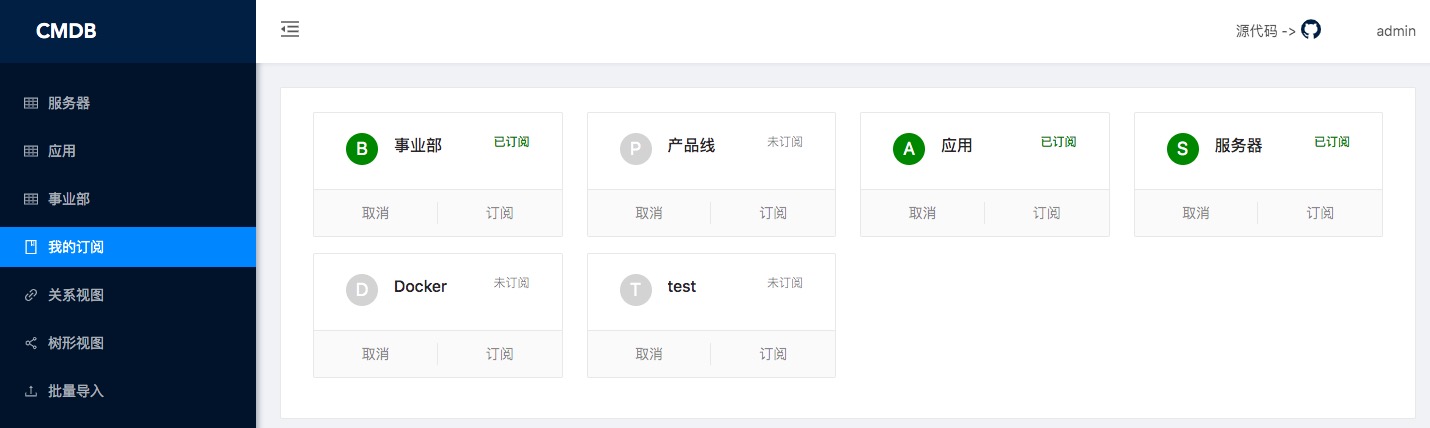 CMDB
源代码 -> admin
服务器
应用
事业部
我的订阅
关系视图
树形视图
批量导入
B 事业部 已订阅
取消 订阅
P 产品线 未订阅
取消 订阅
A 应用 已订阅
取消 订阅
S 服务器 已订阅
取消 订阅
D Docker 未订阅
取消 订阅
T test 未订阅
取消 订阅